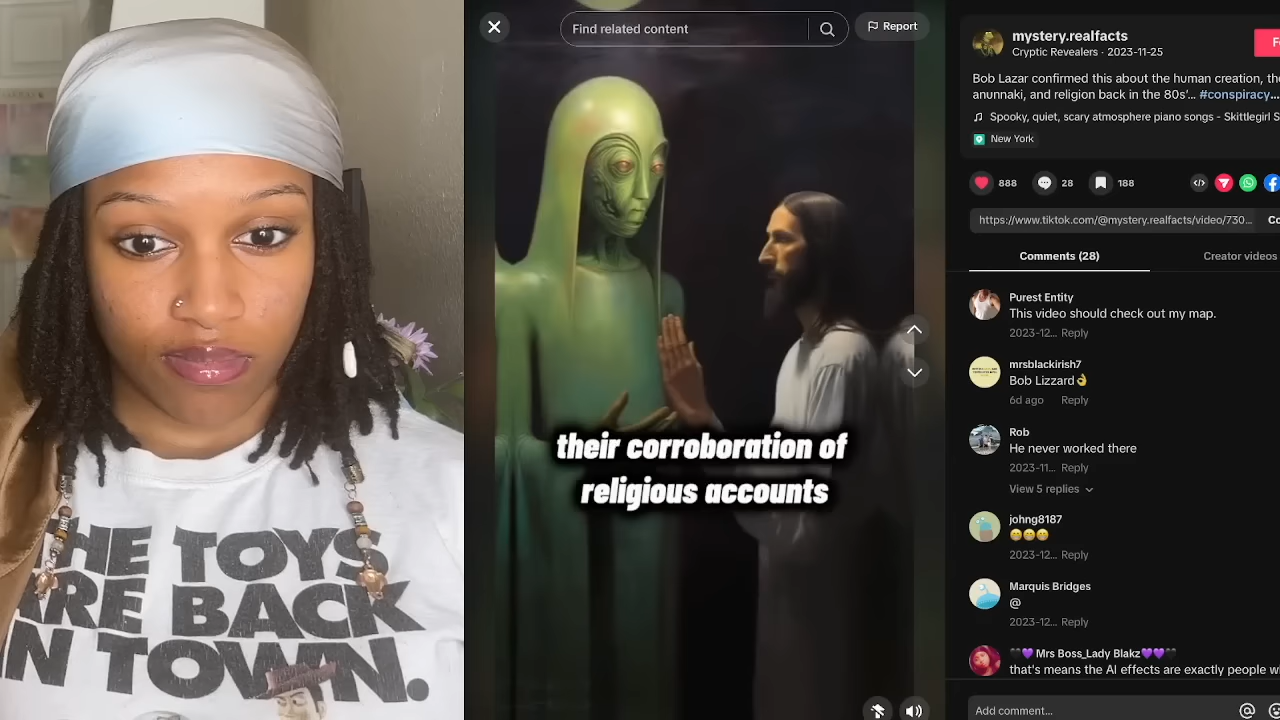 THE TOYS
ARE BACK
IN TOWN.
Find related content
Report
their corroboration of
religious accounts
mystery.realfacts
Cryptic Revealers · 2023-11-25
Bob Lazar confirmed this about the human creation, the
anunnaki, and religion back in the 80s'... #conspiracy...
Spooky, quiet, scary atmosphere piano songs - Skittlegirl S
New York
888
28
188
https://www.tiktok.com/@mystery.realfacts/video/730...
Co
Comments (28)
Creator videos
Purest Entity
This video should check out my map.
2023-12... Reply
mrsblackirish7
Bob Lizzard👌
6d ago Reply
Rob
He never worked there
2023-11... Reply
View 5 replies
johng8187
😁😁😁
2023-12... Reply
Marquis Bridges
@
2023-12... Reply
🖤💜Mrs Boss_Lady Blakz💜💜🖤
that's means the AI effects are exactly people w
Add comment...